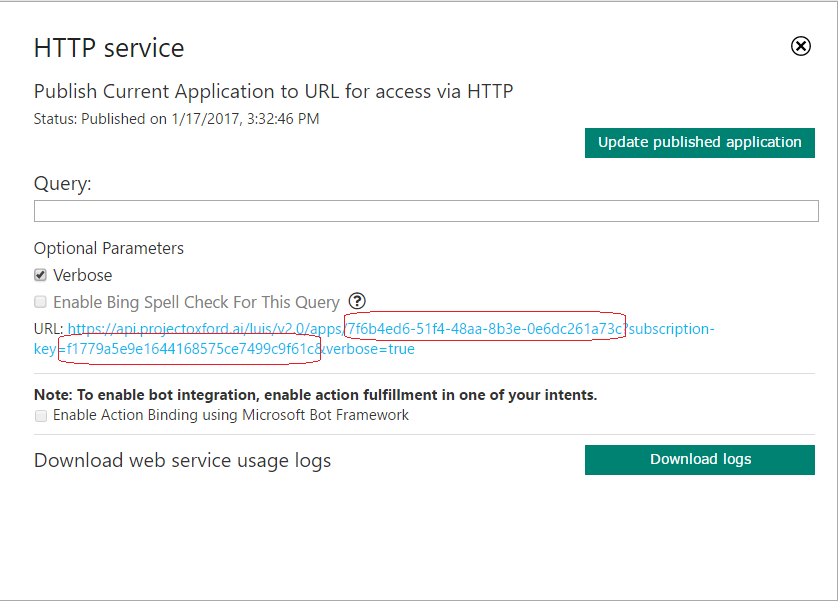 HTTP service
Publish Current Application to URL for access via HTTP
Status: Published on 1/17/2017, 3:32:46 PM
Update published application
Query:
Optional Parameters
Verbose
Enable Bing Spell Check For This Query ?
URL: https://api.projectoxford.ai/luis/v2.0/apps/7f6b4ed6-51f4-48aa-8b3e-0e6dc261a73c?subscription-
key=f1779a5e9e1644168575ce7499c9f61c&verbose=true
Note: To enable bot integration, enable action fulfillment in one of your intents.
Enable Action Binding using Microsoft Bot Framework
Download web service usage logs
Download logs